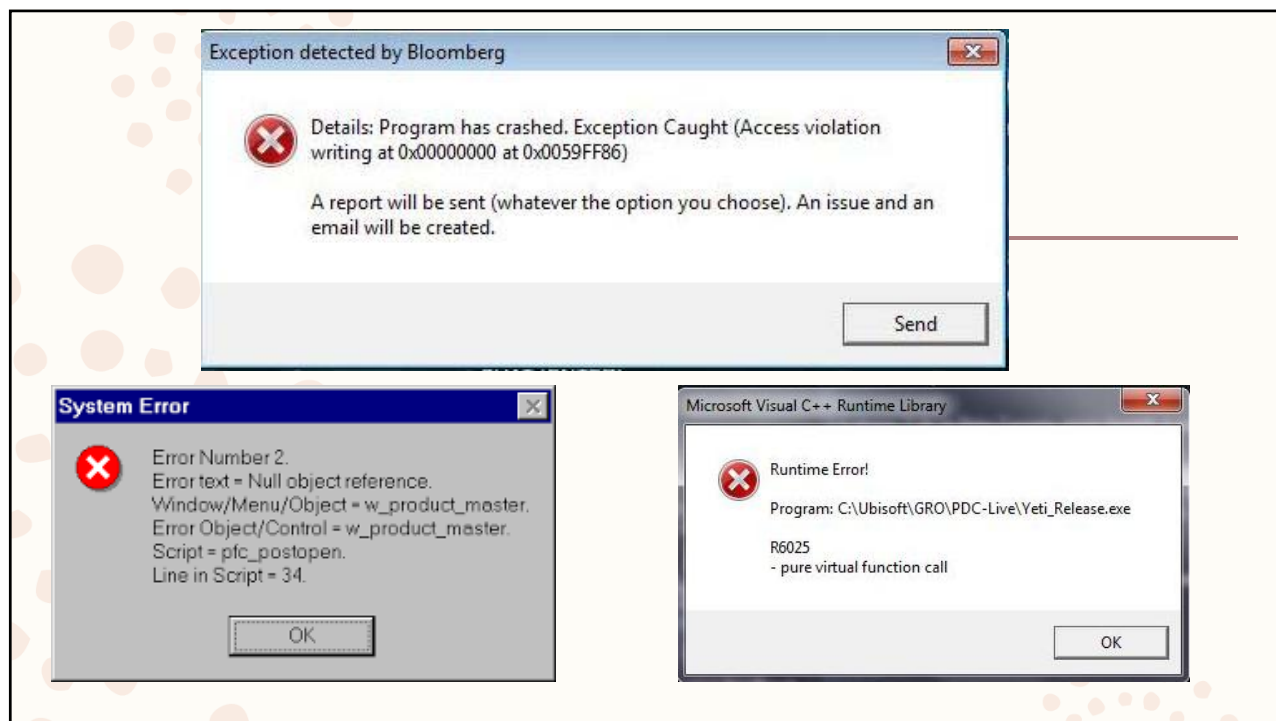 Exception detected by Bloomberg
Details: Program has crashed. Exception Caught (Access violation
writing at 0x00000000 at 0x0059FF86)
A report will be sent (whatever the option you choose). An issue and an
email will be created.
Send
System Error
Error Number 2.
Error text = Null object reference.
Window/Menu/Object = w_product_master.
Error Object/Control = w_product_master.
Script = pfc_postopen.
Line in Script = 34.
OK
Microsoft Visual C++ Runtime Library
Runtime Error!
Program: C:\Ubisoft\GRO\PDC-Live\Yeti_Release.exe
R6025
- pure virtual function call
OK